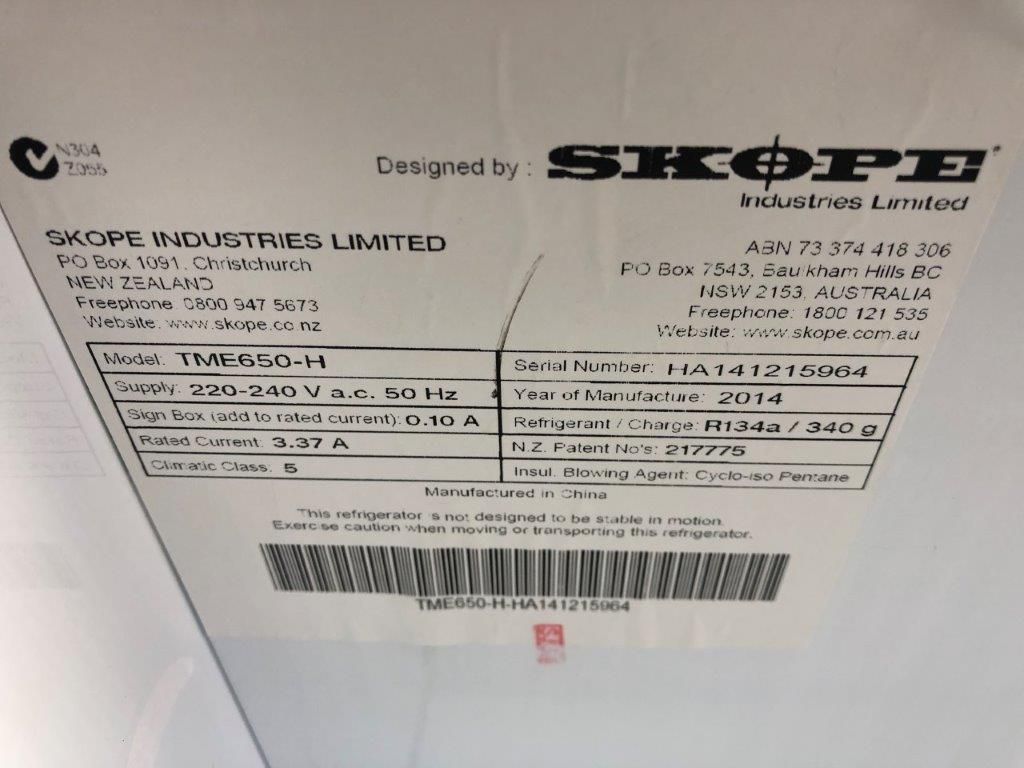 N304
Z055
Designed by : SKOPE
Industries Limited
SKOPE INDUSTRIES LIMITED
PO Box 1091, Christchurch
NEW ZEALAND
Freephone 0800 947 5673
Website: www.skope.co.nz
ABN 73 374 418 306
PO Box 7543, Baulkham Hills BC
NSW 2153, AUSTRALIA
Freephone: 1800 121 535
Website: www.skope.com.au
Model: TME650-H
Serial Number: HA141215964
Supply: 220-240 V a.c. 50 Hz
Year of Manufacture: 2014
Sign Box (add to rated current): 0.10 A
Refrigerant / Charge: R134a / 340 g
Rated Current: 3.37 A
N.Z. Patent No's: 217775
Climatic Class: 5
Insul. Blowing Agent: Cyclo-iso Pentane
Manufactured in China
This refrigerator is not designed to be stable in motion.
Exercise caution when moving or transporting this refrigerator.
TME650-H-HA141215964